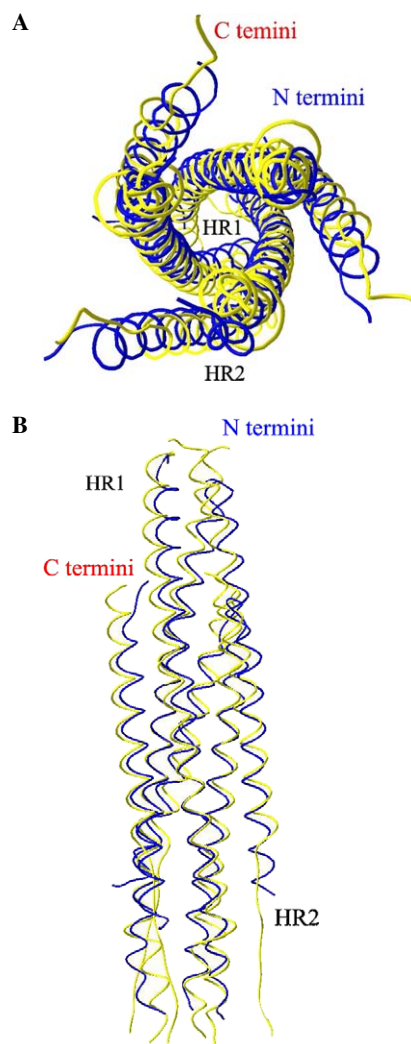 A
C temini
N termini
HR1
HR2
B
N termini
HR1
C termini
HR2